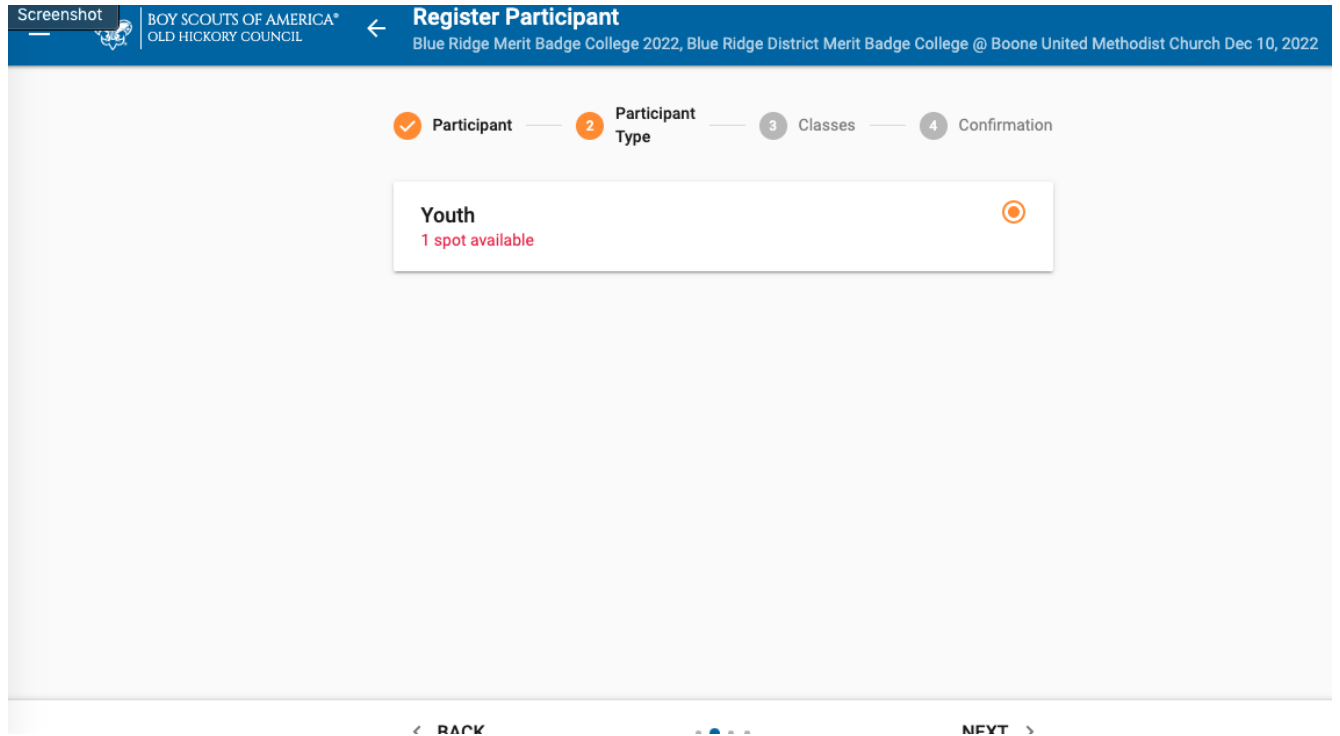 Screenshot
BOY SCOUTS OF AMERICA®
OLD HICKORY COUNCIL
Register Participant
Blue Ridge Merit Badge College 2022, Blue Ridge District Merit Badge College @ Boone United Methodist Church Dec 10, 2022
Participant
2 Participant Type
3 Classes
4 Confirmation
Youth
1 spot available
BACK
NEXT